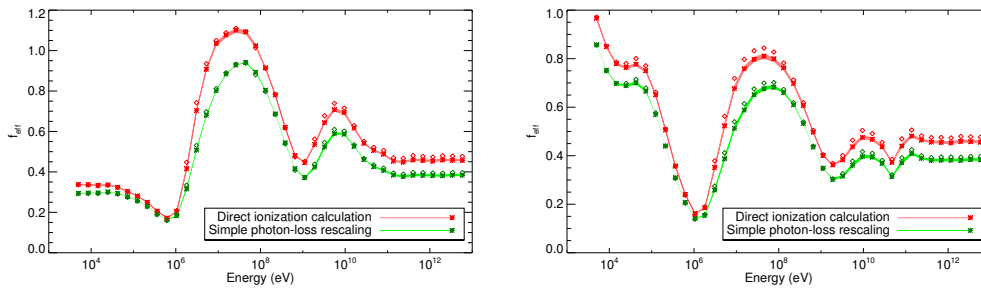 1.2
1.0
0.8
0.6
0.4
0.2
0.0
f_eff
Direct ionization calculation
Simple photon-loss rescaling
10^4 10^6 10^8 10^10 10^12
Energy (eV)
1.0
0.8
0.6
0.4
0.2
0.0
f_eff
Direct ionization calculation
Simple photon-loss rescaling
10^4 10^6 10^8 10^10 10^12
Energy (eV)